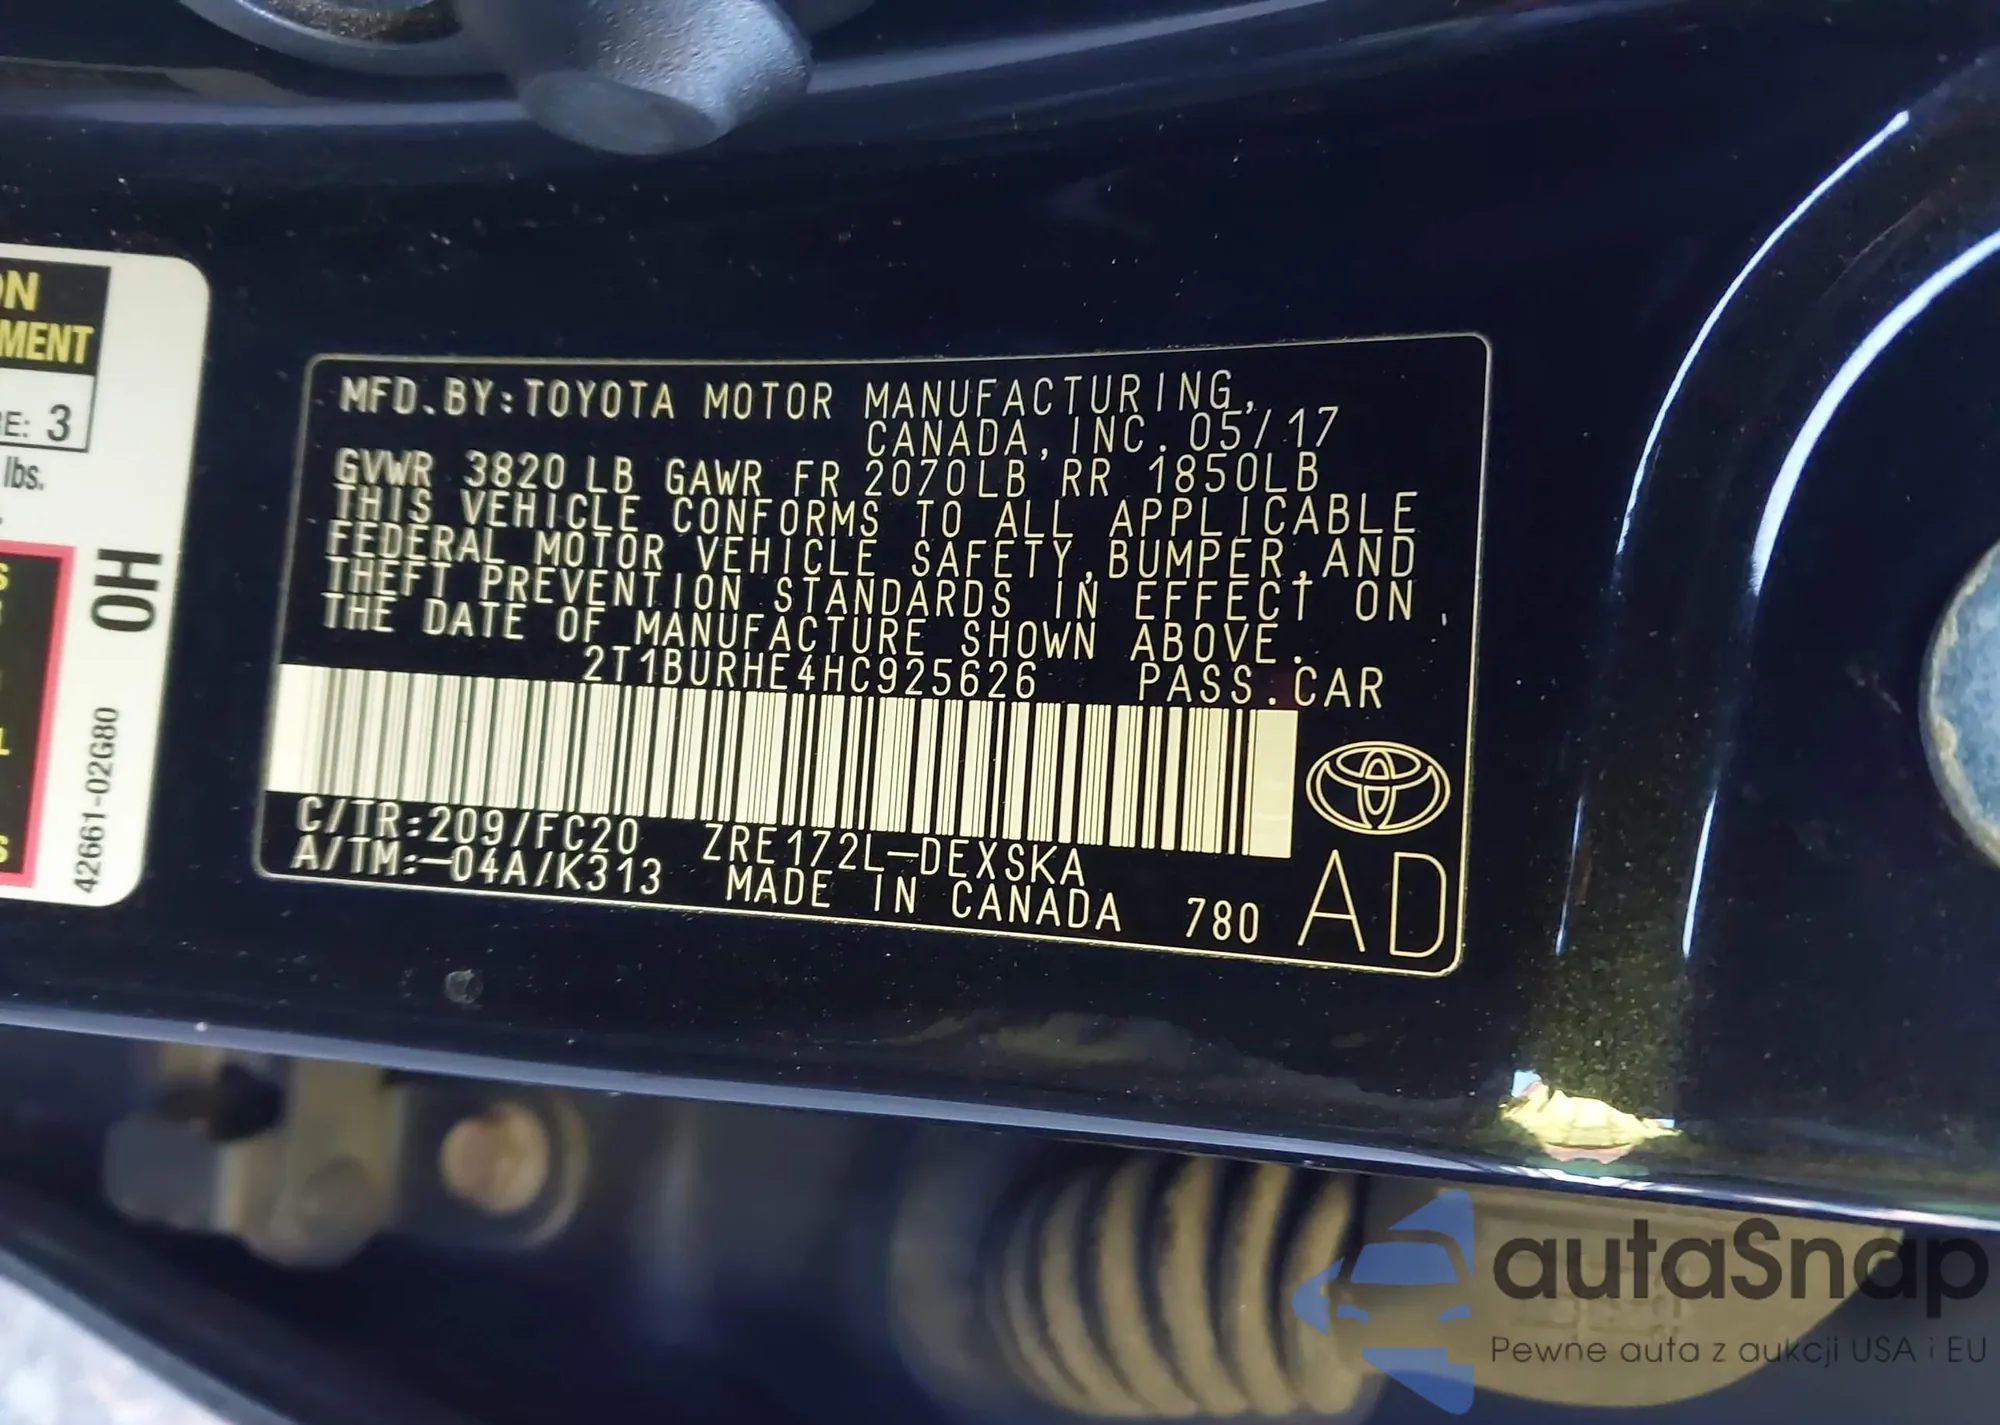 ON
MENT
RE: 3
lbs.
OH
42661-02G80
MFD.BY:TOYOTA MOTOR MANUFACTURING,
CANADA,INC.05/17
GVWR 3820 LB GAWR FR 2070LB RR 1850LB
THIS VEHICLE CONFORMS TO ALL APPLICABLE
FEDERAL MOTOR VEHICLE SAFETY,BUMPER,AND
THEFT PREVENTION STANDARDS IN EFFECT ON
THE DATE OF MANUFACTURE SHOWN ABOVE.
2T1BURHE4HC925626 PASS.CAR
C/TR:209/FC20 ZRE172L-DEXSKA
A/TM:-04A/K313 MADE IN CANADA 780 AD
autaSnap
Pewne auta z aukcji USA i EU